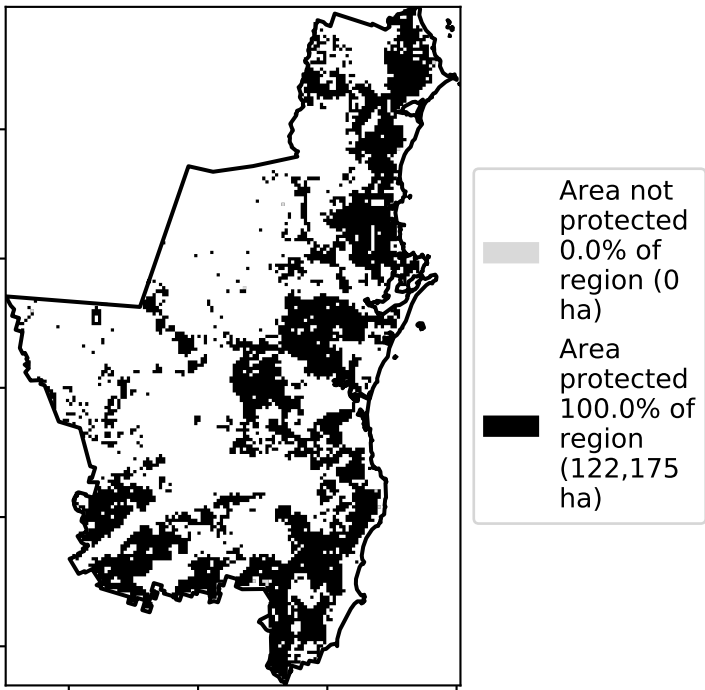 Area not
protected
0.0% of
region (0
ha)
Area
protected
100.0% of
region
(122,175
ha)